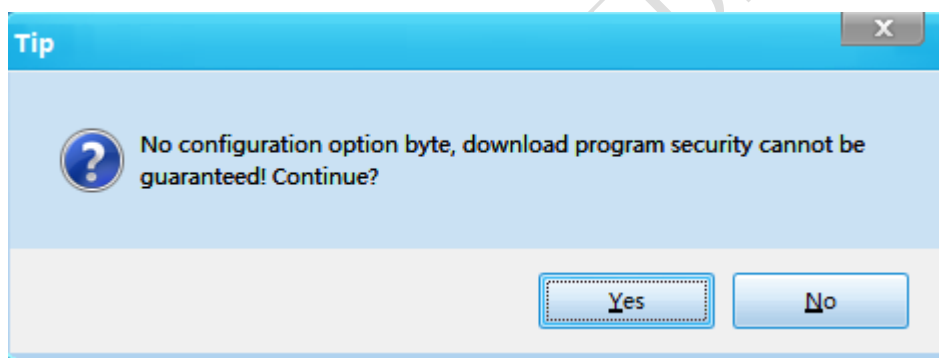 Tip
X
No configuration option byte, download program security cannot be
guaranteed! Continue?
Yes
No